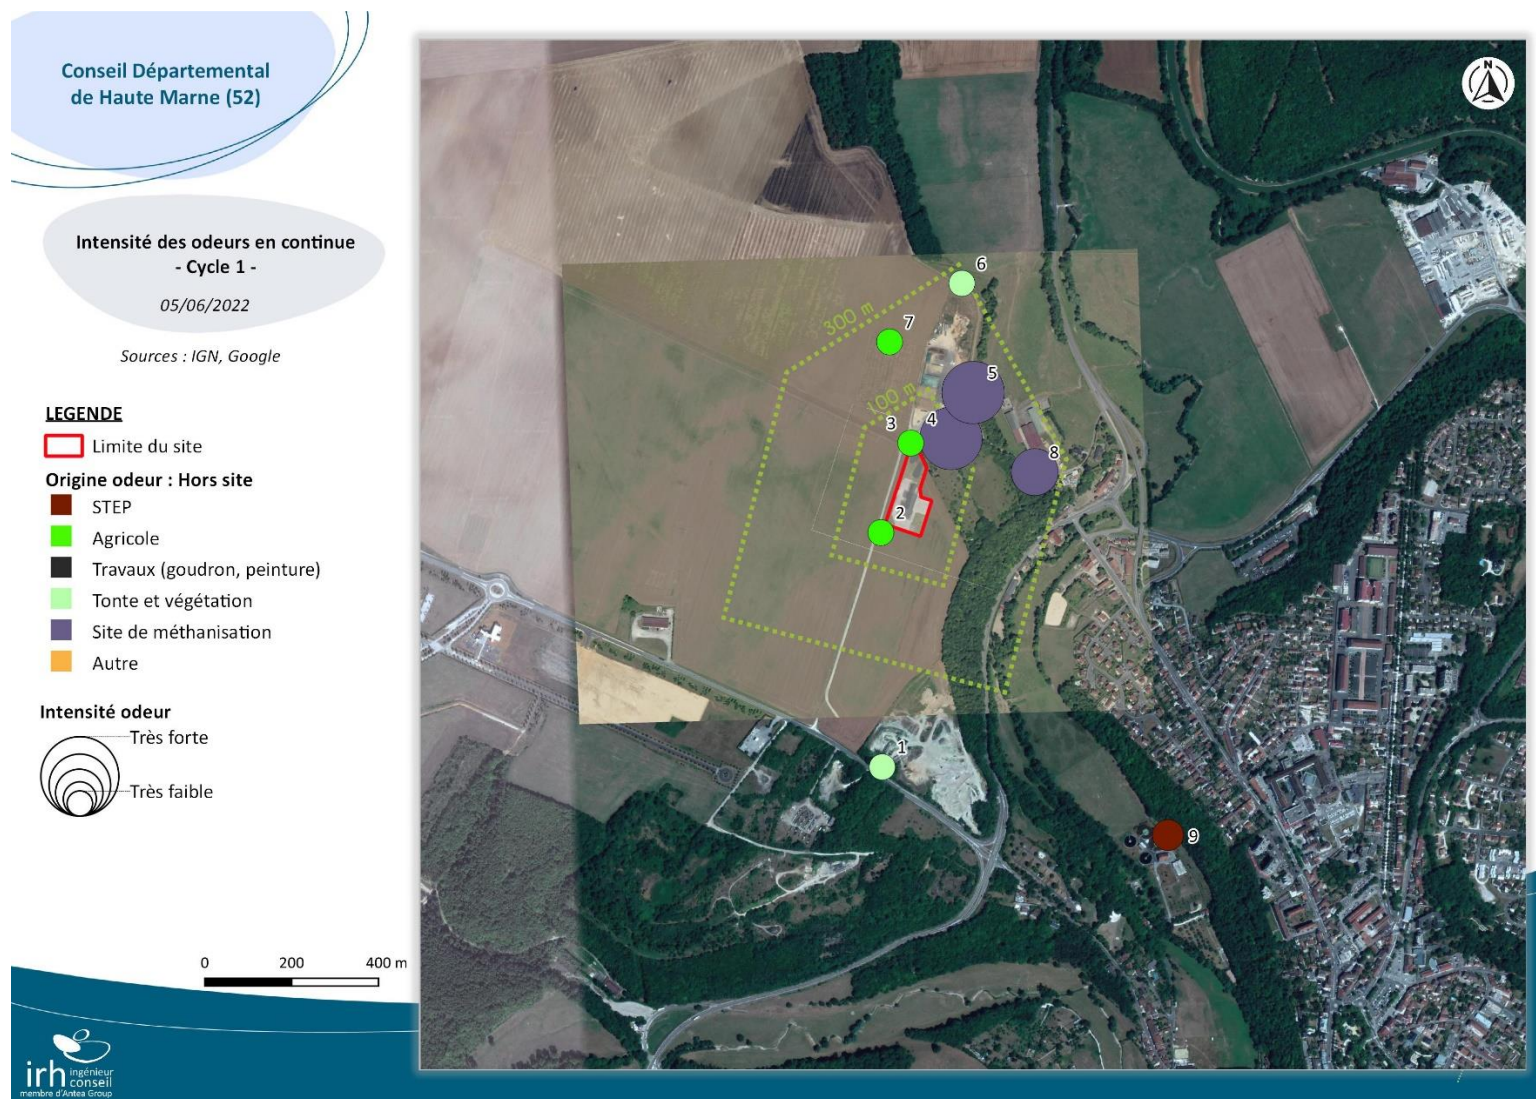 Conseil Départemental
de Haute Marne (52)
Intensité des odeurs en continue
- Cycle 1 -
05/06/2022
Sources : IGN, Google
LEGENDE
Limite du site
Origine odeur : Hors site
STEP
Agricole
Travaux (goudron, peinture)
Tonte et végétation
Site de méthanisation
Autre
Intensité odeur
Très forte
Très faible
0 200 400 m
irh ingénieur
conseil
membre d'Antea Group
N
6
300 m
7
5
100 m
4
3
8
2
1
9